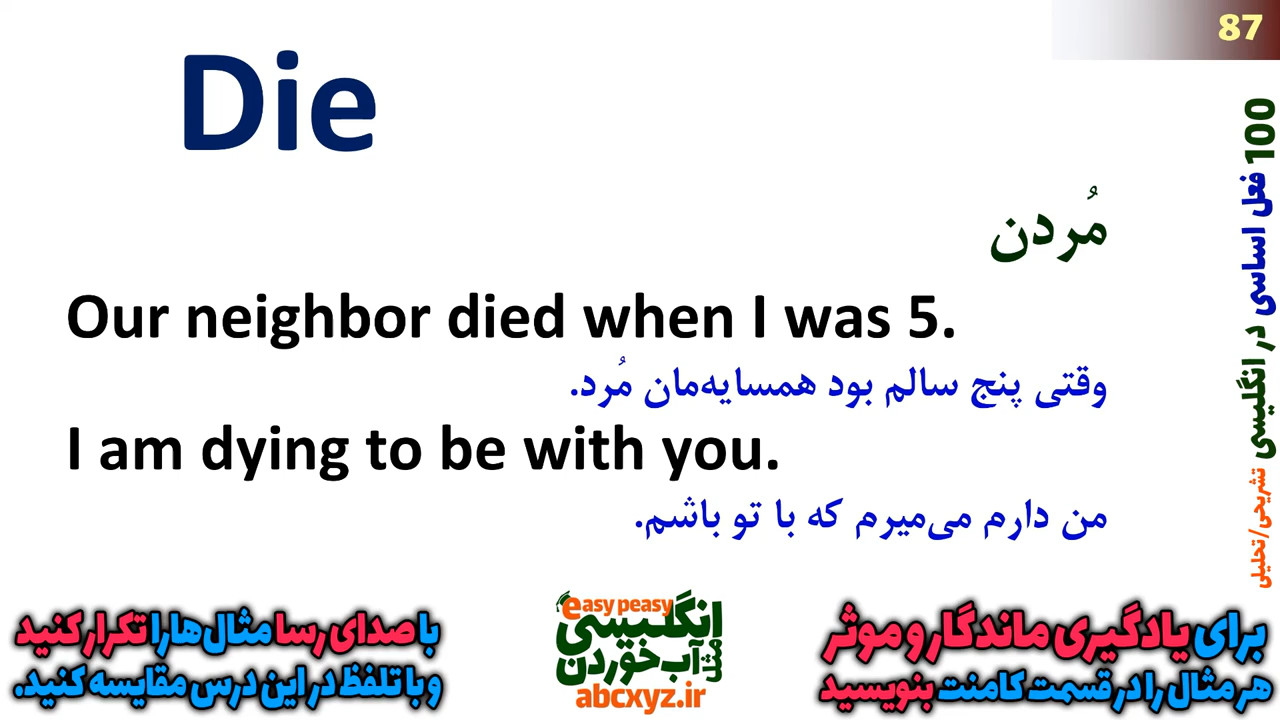 87
Die
مُردن
Our neighbor died when I was 5.
وقتی پنج سالم بود همسایه‌مان مُرد.
I am dying to be with you.
من دارم می‌میرم که با تو باشم.
100 فعل اساسی در انگلیسی تشریحی/تحلیلی
برای یادگیری ماندگار و موثر
هر مثال را در قسمت کامنت بنویسید
easy peasy
انگلیسی
مثل آب خوردن
abcxyz.ir
با صدای رسا مثال‌ها را تکرار کنید
و با تلفظ در این درس مقایسه کنید.